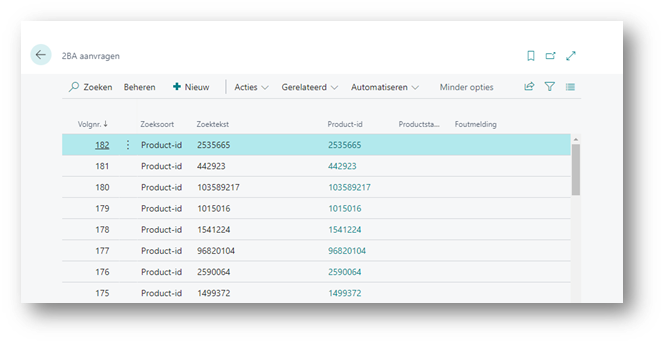 2BA aanvragen
Zoeken Beheren Nieuw Acties Gerelateerd Automatiseren Minder opties
Volgnr. ↓ Zoeksoort Zoektekst Product-id Productsta... Foutmelding
182 Product-id 2535665 2535665
181 Product-id 442923 442923
180 Product-id 103589217 103589217
179 Product-id 1015016 1015016
178 Product-id 1541224 1541224
177 Product-id 96820104 96820104
176 Product-id 2590064 2590064
175 Product-id 1499372 1499372